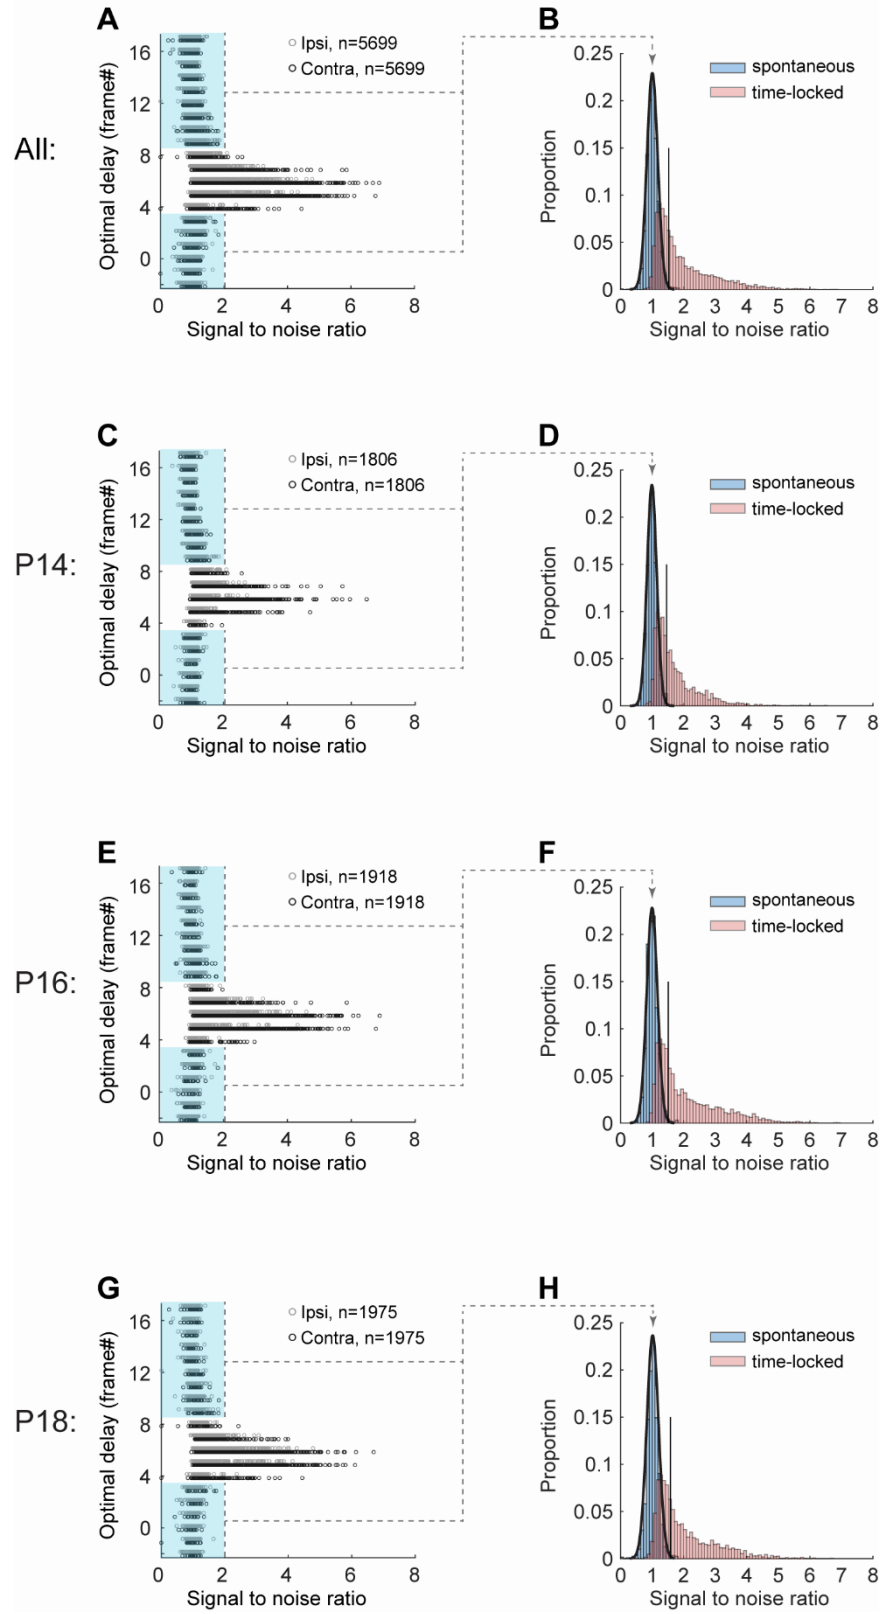 A
B
All:
Optimal delay (frame#)
16
12
8
4
0
0 2 4 6 8
Signal to noise ratio
Ipsi, n=5699
Contra, n=5699
Proportion
0.25
0.2
0.15
0.1
0.05
0
0 1 2 3 4 5 6 7 8
Signal to noise ratio
spontaneous
time-locked
C
D
P14:
Optimal delay (frame#)
16
12
8
4
0
0 2 4 6 8
Signal to noise ratio
Ipsi, n=1806
Contra, n=1806
Proportion
0.25
0.2
0.15
0.1
0.05
0
0 1 2 3 4 5 6 7 8
Signal to noise ratio
spontaneous
time-locked
E
F
P16:
Optimal delay (frame#)
16
12
8
4
0
0 2 4 6 8
Signal to noise ratio
Ipsi, n=1918
Contra, n=1918
Proportion
0.25
0.2
0.15
0.1
0.05
0
0 1 2 3 4 5 6 7 8
Signal to noise ratio
spontaneous
time-locked
G
H
P18:
Optimal delay (frame#)
16
12
8
4
0
0 2 4 6 8
Signal to noise ratio
Ipsi, n=1975
Contra, n=1975
Proportion
0.25
0.2
0.15
0.1
0.05
0
0 1 2 3 4 5 6 7 8
Signal to noise ratio
spontaneous
time-locked